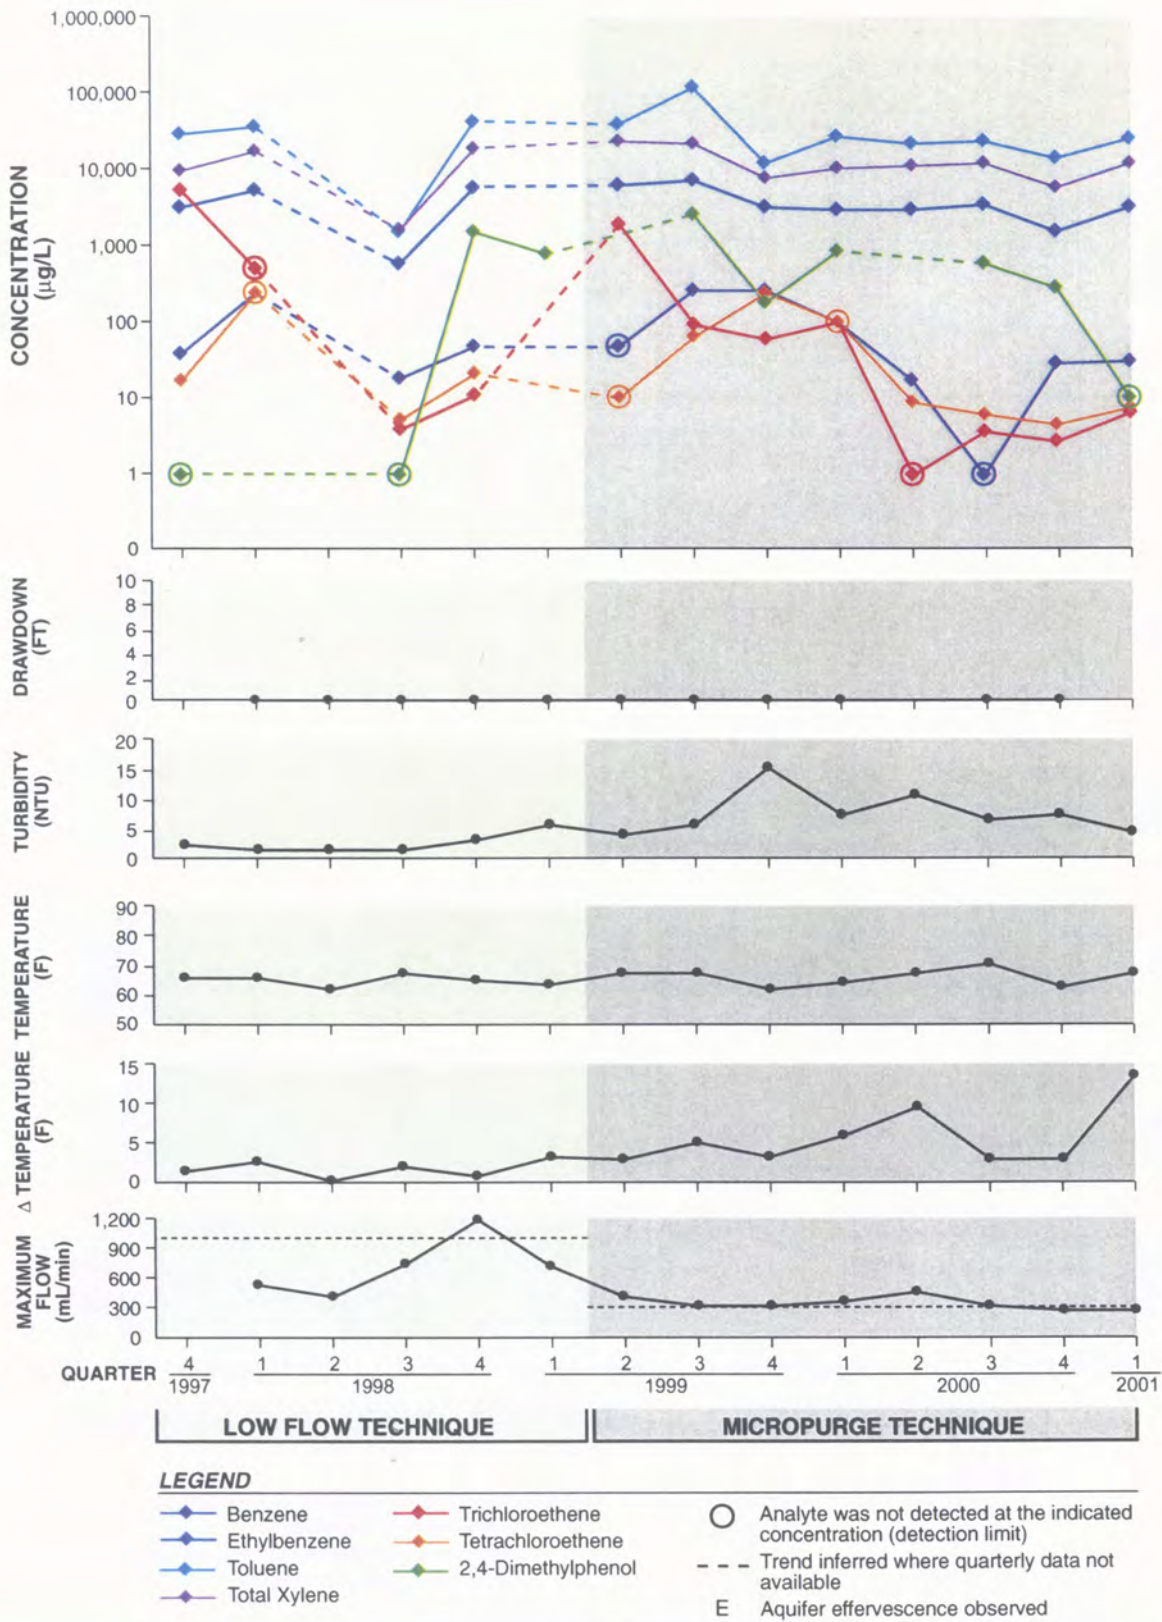 1,000,000
100,000
10,000
1,000
100
10
1
0
CONCENTRATION
(µg/L)
10
8
6
4
2
0
DRAWDOWN
(FT)
20
15
10
5
0
TURBIDITY
(NTU)
90
80
70
60
50
TEMPERATURE
(F)
15
10
5
0
Δ TEMPERATURE
(F)
1,200
900
600
300
0
MAXIMUM
FLOW
(mL/min)
QUARTER 4 1 2 3 4 1 2 3 4 1 2 3 4 1
1997 1998 1999 2000 2001
LOW FLOW TECHNIQUE MICROPURGE TECHNIQUE
LEGEND
Benzene
Ethylbenzene
Toluene
Total Xylene
Trichloroethene
Tetrachloroethene
2,4-Dimethylphenol
Analyte was not detected at the indicated
concentration (detection limit)
Trend inferred where quarterly data not
available
E Aquifer effervescence observed